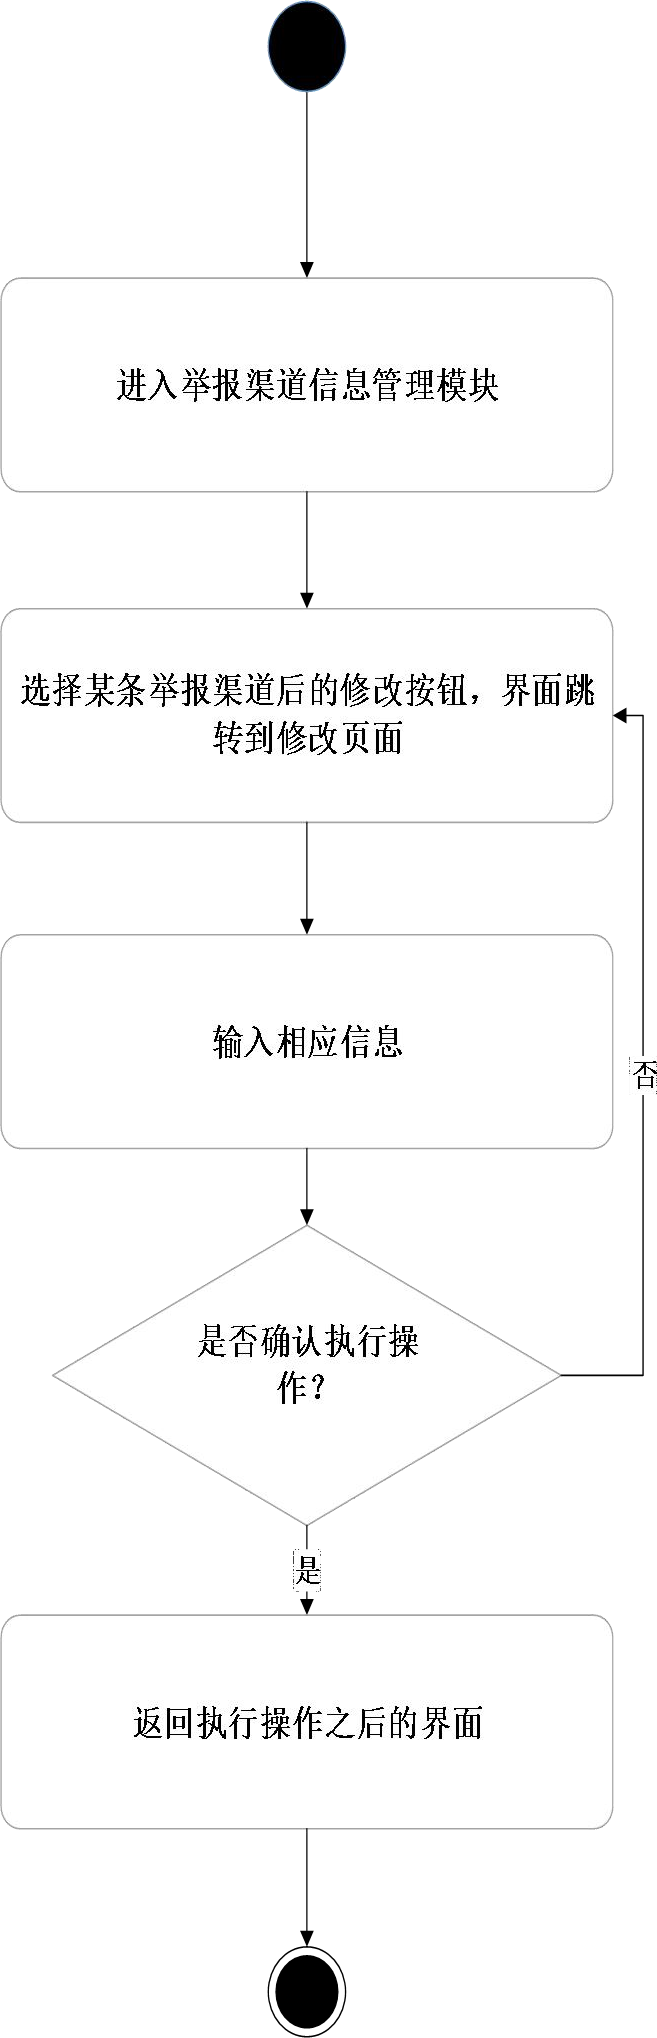 进入举报渠道信息管理模块
选择某条举报渠道后的修改按钮，界面跳
转到修改页面
输入相应信息
否
是否确认执行操
作？
是
返回执行操作之后的界面